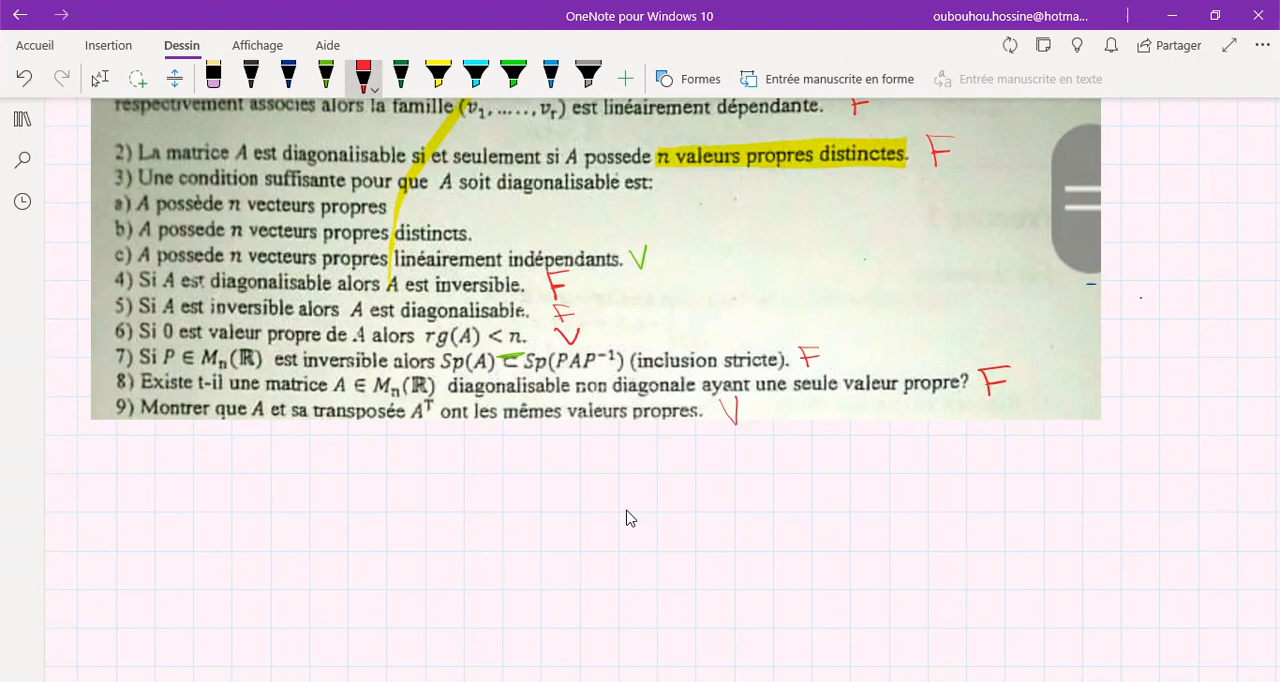 OneNote pour Windows 10
oubouhou.hossine@hotma...
Accueil Insertion Dessin Affichage Aide
Partager
Formes Entrée manuscrite en forme Entrée manuscrite en texte
respectivement associés alors la famille (v₁, ....., vᵣ) est linéairement dépendante. F
2) La matrice A est diagonalisable si et seulement si A possede n valeurs propres distinctes. F
3) Une condition suffisante pour que A soit diagonalisable est:
a) A possède n vecteurs propres
b) A possede n vecteurs propres distincts.
c) A possede n vecteurs propres linéairement indépendants. V
4) Si A est diagonalisable alors A est inversible. F
5) Si A est inversible alors A est diagonalisable. F
6) Si 0 est valeur propre de A alors rg(A) < n. V
7) Si P ∈ Mₙ(ℝ) est inversible alors Sp(A) ⊂ Sp(PAP⁻¹) (inclusion stricte). F
8) Existe t-il une matrice A ∈ Mₙ(ℝ) diagonalisable non diagonale ayant une seule valeur propre? F
9) Montrer que A et sa transposée Aᵀ ont les mêmes valeurs propres. V